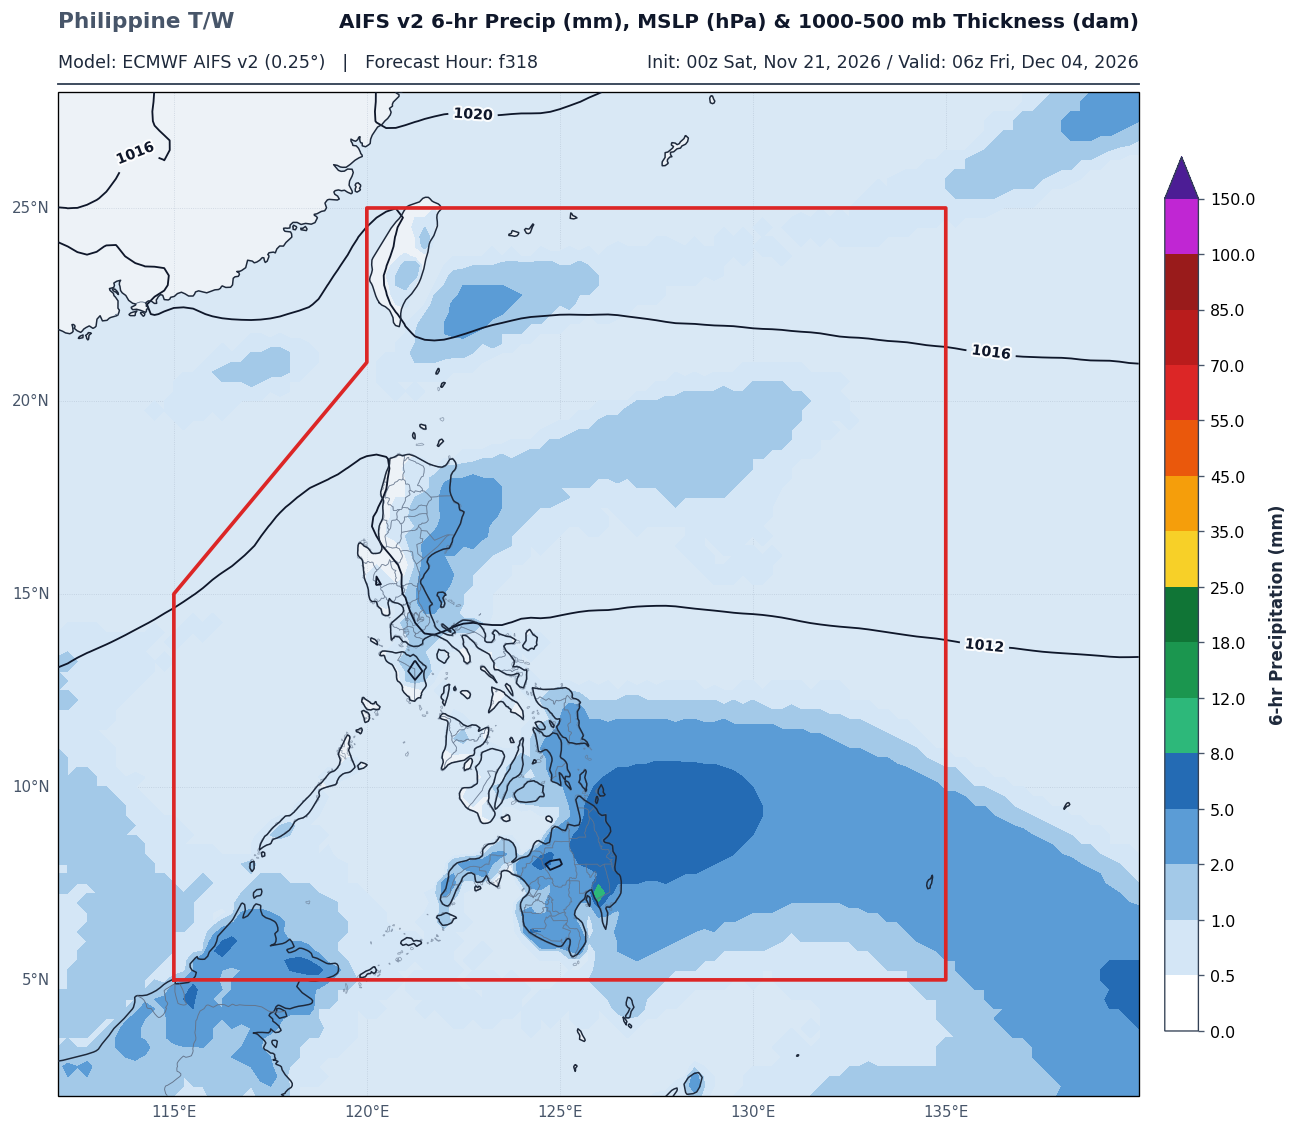 Philippine T/W
AIFS v2 6-hr Precip (mm), MSLP (hPa) & 1000-500 mb Thickness (dam)
Model: ECMWF AIFS v2 (0.25°) | Forecast Hour: f318
Init: 00z Sat, Nov 21, 2026 / Valid: 06z Fri, Dec 04, 2026
1020
1016
1016
1012
25°N
20°N
15°N
10°N
5°N
115°E
120°E
125°E
130°E
135°E
150.0
100.0
85.0
70.0
55.0
45.0
35.0
25.0
18.0
12.0
8.0
5.0
2.0
1.0
0.5
0.0
6-hr Precipitation (mm)